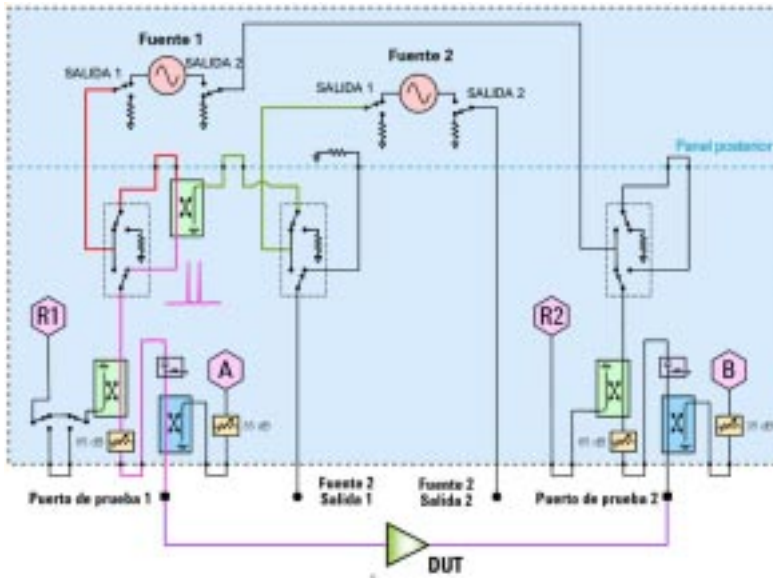 Fuente 1
SALIDA 1
SALIDA 2
Fuente 2
SALIDA 1
SALIDA 2
Panel posterior
R1
A
R2
B
Puerto de prueba 1
Fuente 2
Salida 1
Fuente 2
Salida 2
Puerto de prueba 2
DUT